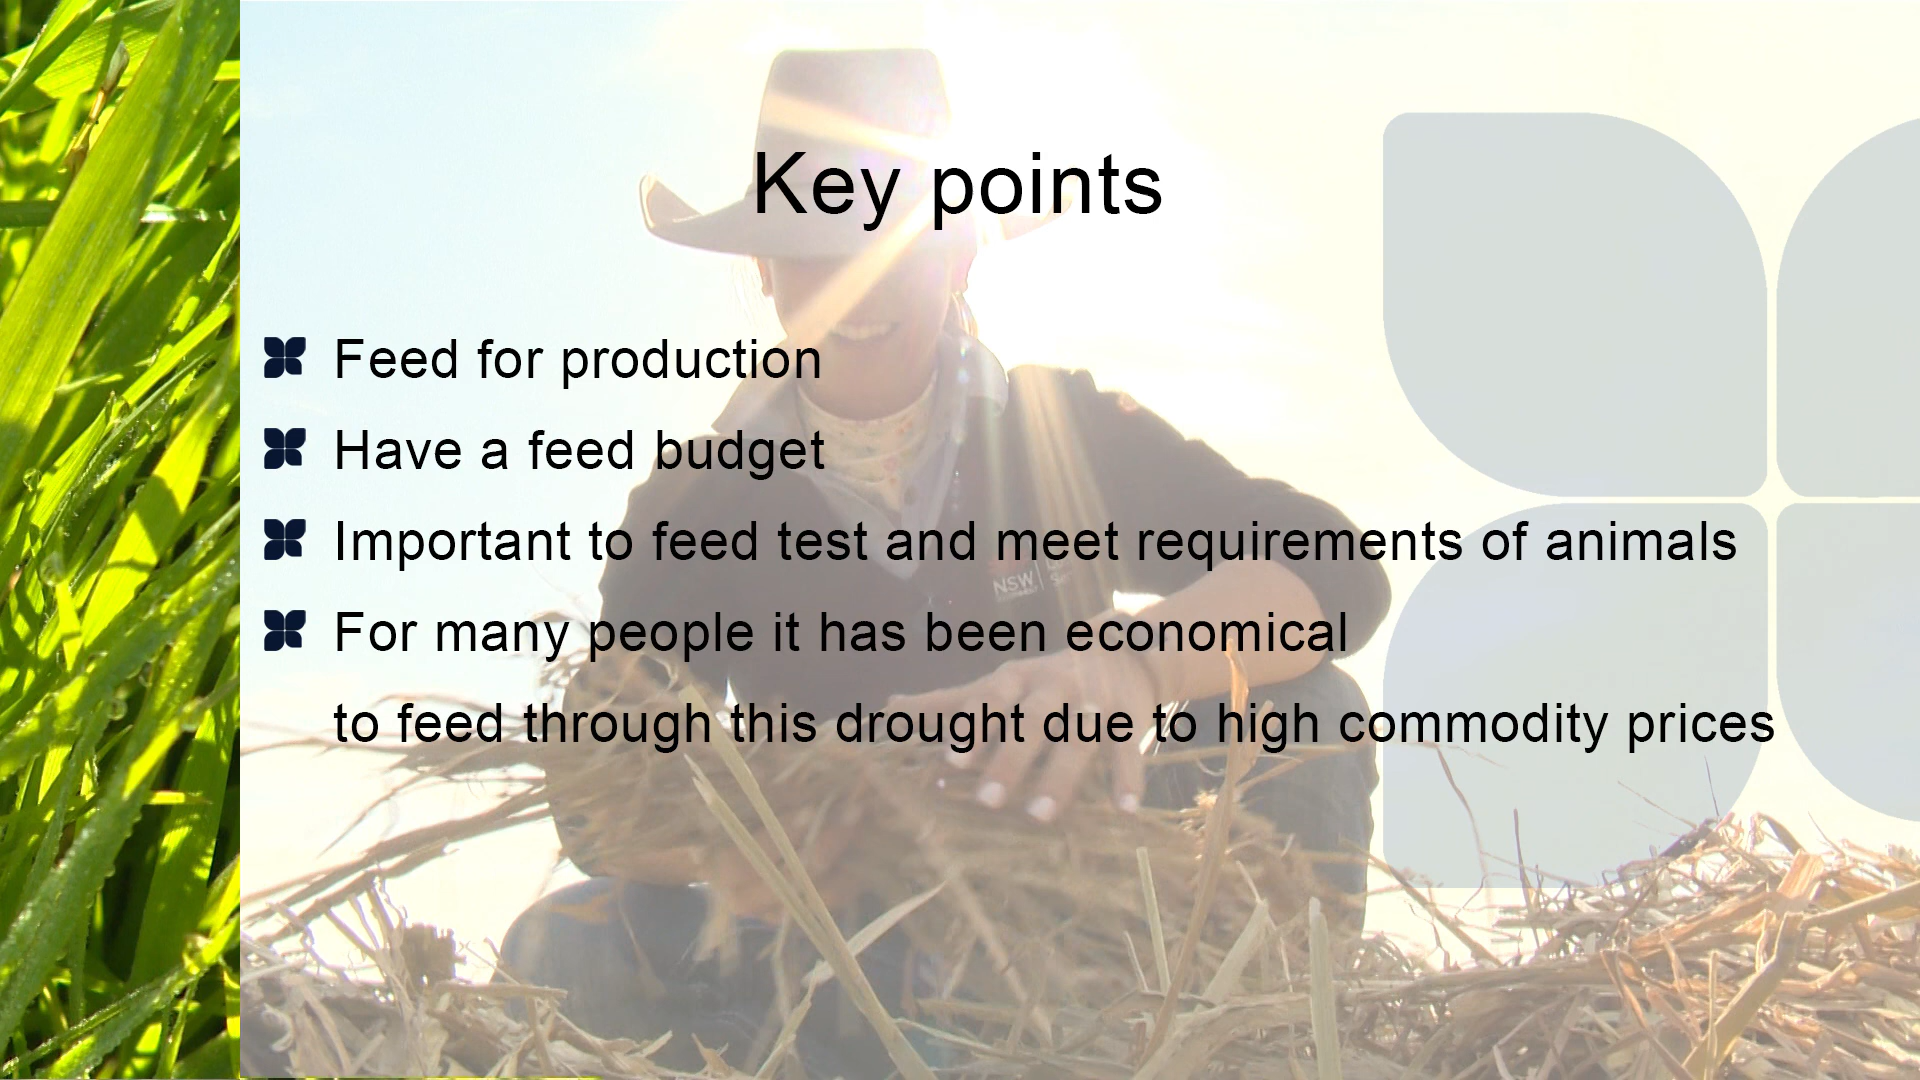 Key points
Feed for production
Have a feed budget
Important to feed test and meet requirements of animals
For many people it has been economical
to feed through this drought due to high commodity prices
NSW